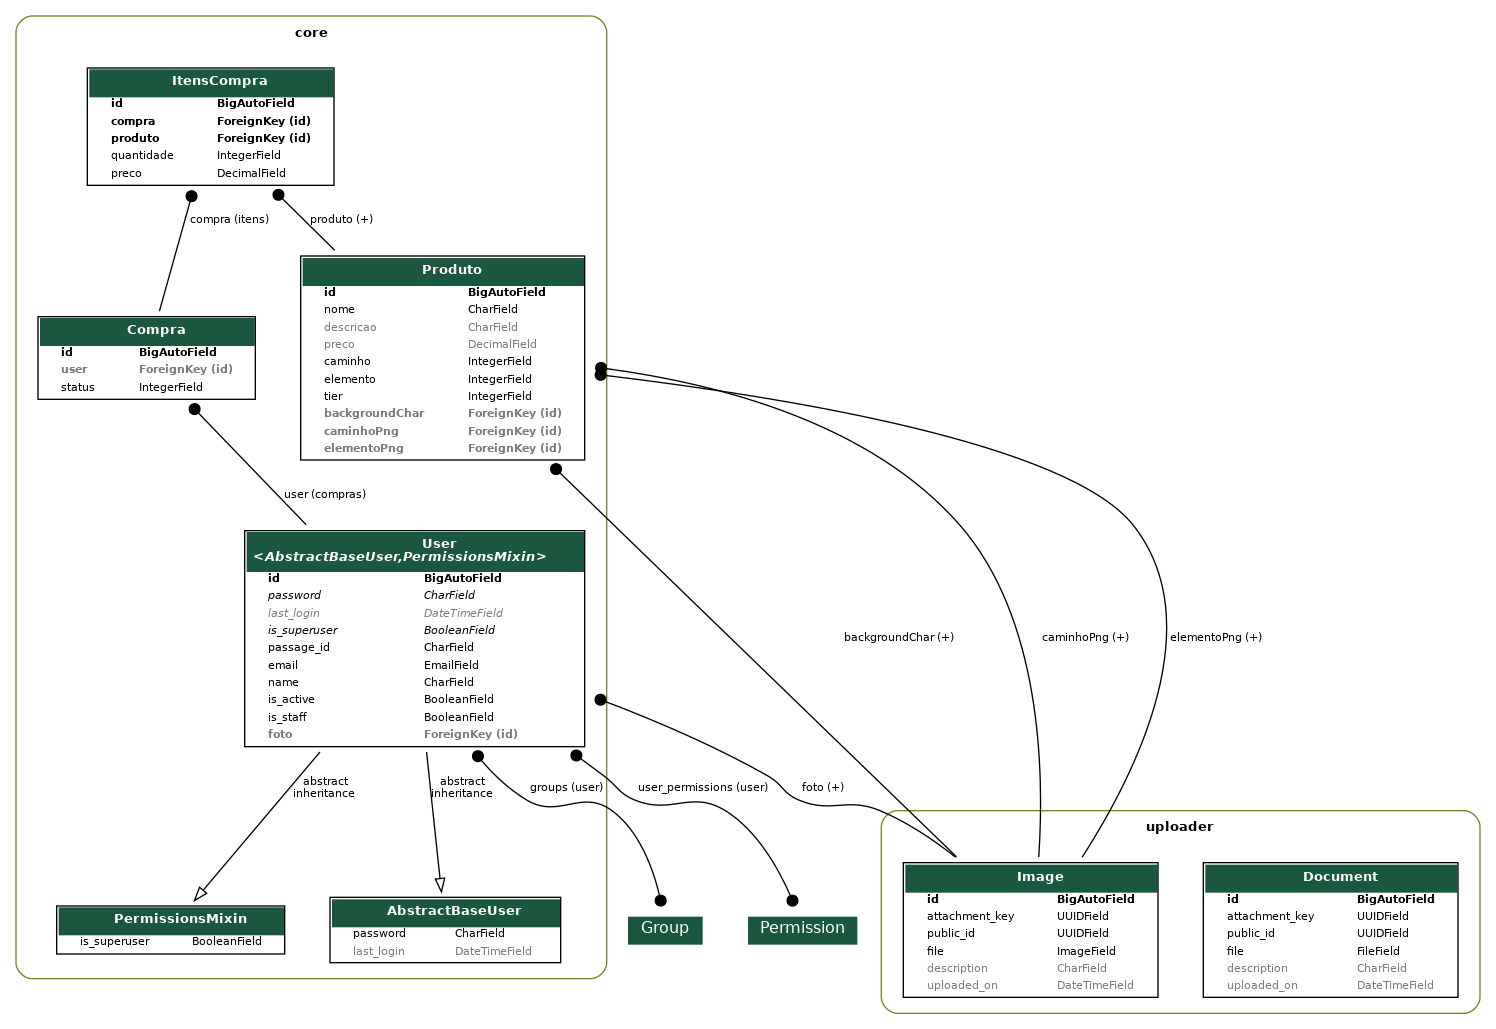 core
ItensCompra
id BigAutoField
compra ForeignKey (id)
produto ForeignKey (id)
quantidade IntegerField
preco DecimalField
compra (itens)
produto (+)
Produto
id BigAutoField
nome CharField
descricao CharField
preco DecimalField
caminho IntegerField
elemento IntegerField
tier IntegerField
backgroundChar ForeignKey (id)
caminhoPng ForeignKey (id)
elementoPng ForeignKey (id)
Compra
id BigAutoField
user ForeignKey (id)
status IntegerField
user (compras)
User
<AbstractBaseUser,PermissionsMixin>
id BigAutoField
password CharField
last_login DateTimeField
is_superuser BooleanField
passage_id CharField
email EmailField
name CharField
is_active BooleanField
is_staff BooleanField
foto ForeignKey (id)
backgroundChar (+)
caminhoPng (+)
elementoPng (+)
abstract
inheritance
abstract
inheritance
groups (user)
user_permissions (user)
foto (+)
PermissionsMixin
is_superuser BooleanField
AbstractBaseUser
password CharField
last_login DateTimeField
Group
Permission
uploader
Image
id BigAutoField
attachment_key UUIDField
public_id UUIDField
file ImageField
description CharField
uploaded_on DateTimeField
Document
id BigAutoField
attachment_key UUIDField
public_id UUIDField
file FileField
description CharField
uploaded_on DateTimeField